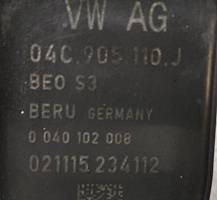 VW AG
04C.905.110.J
BEO S3
BERU GERMANY
0 040 102 008
021115 234112